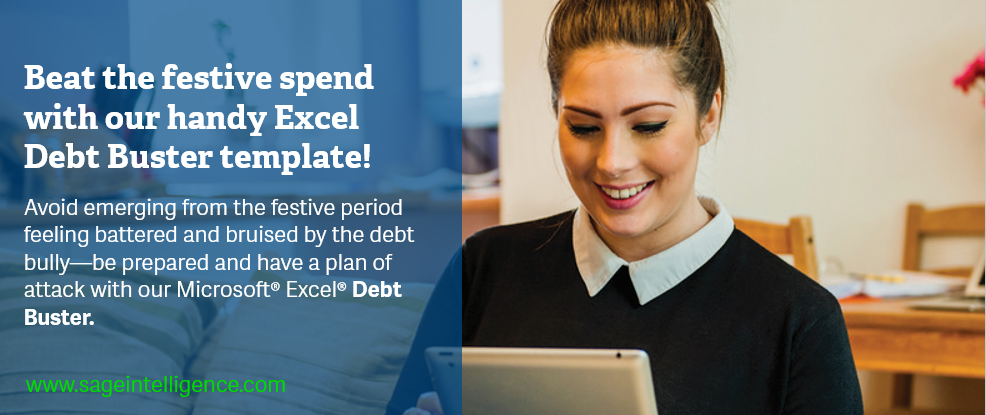 Beat the festive spend
with our handy Excel
Debt Buster template!
Avoid emerging from the festive period
feeling battered and bruised by the debt
bully—be prepared and have a plan of
attack with our Microsoft® Excel® Debt
Buster.
www.sageintelligence.com